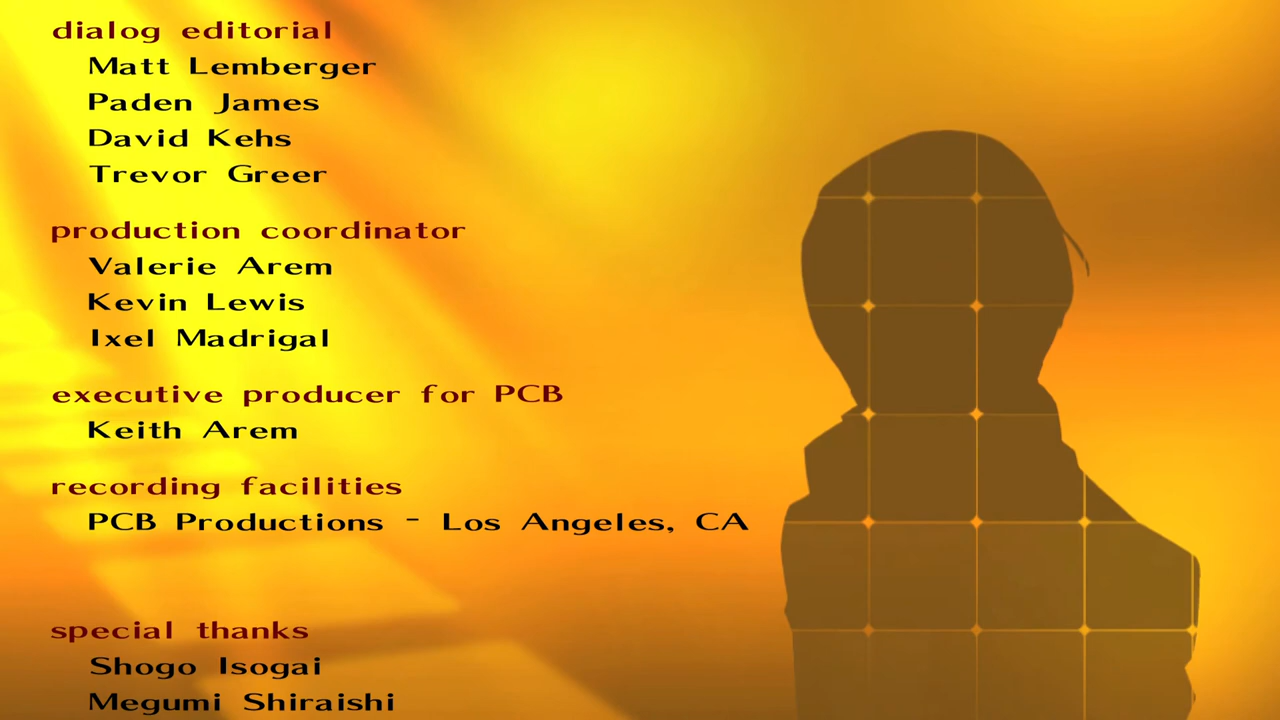 dialog editorial
Matt Lemberger
Paden James
David Kehs
Trevor Greer
production coordinator
Valerie Arem
Kevin Lewis
Ixel Madrigal
executive producer for PCB
Keith Arem
recording facilities
PCB Productions - Los Angeles, CA
special thanks
Shogo Isogai
Megumi Shiraishi